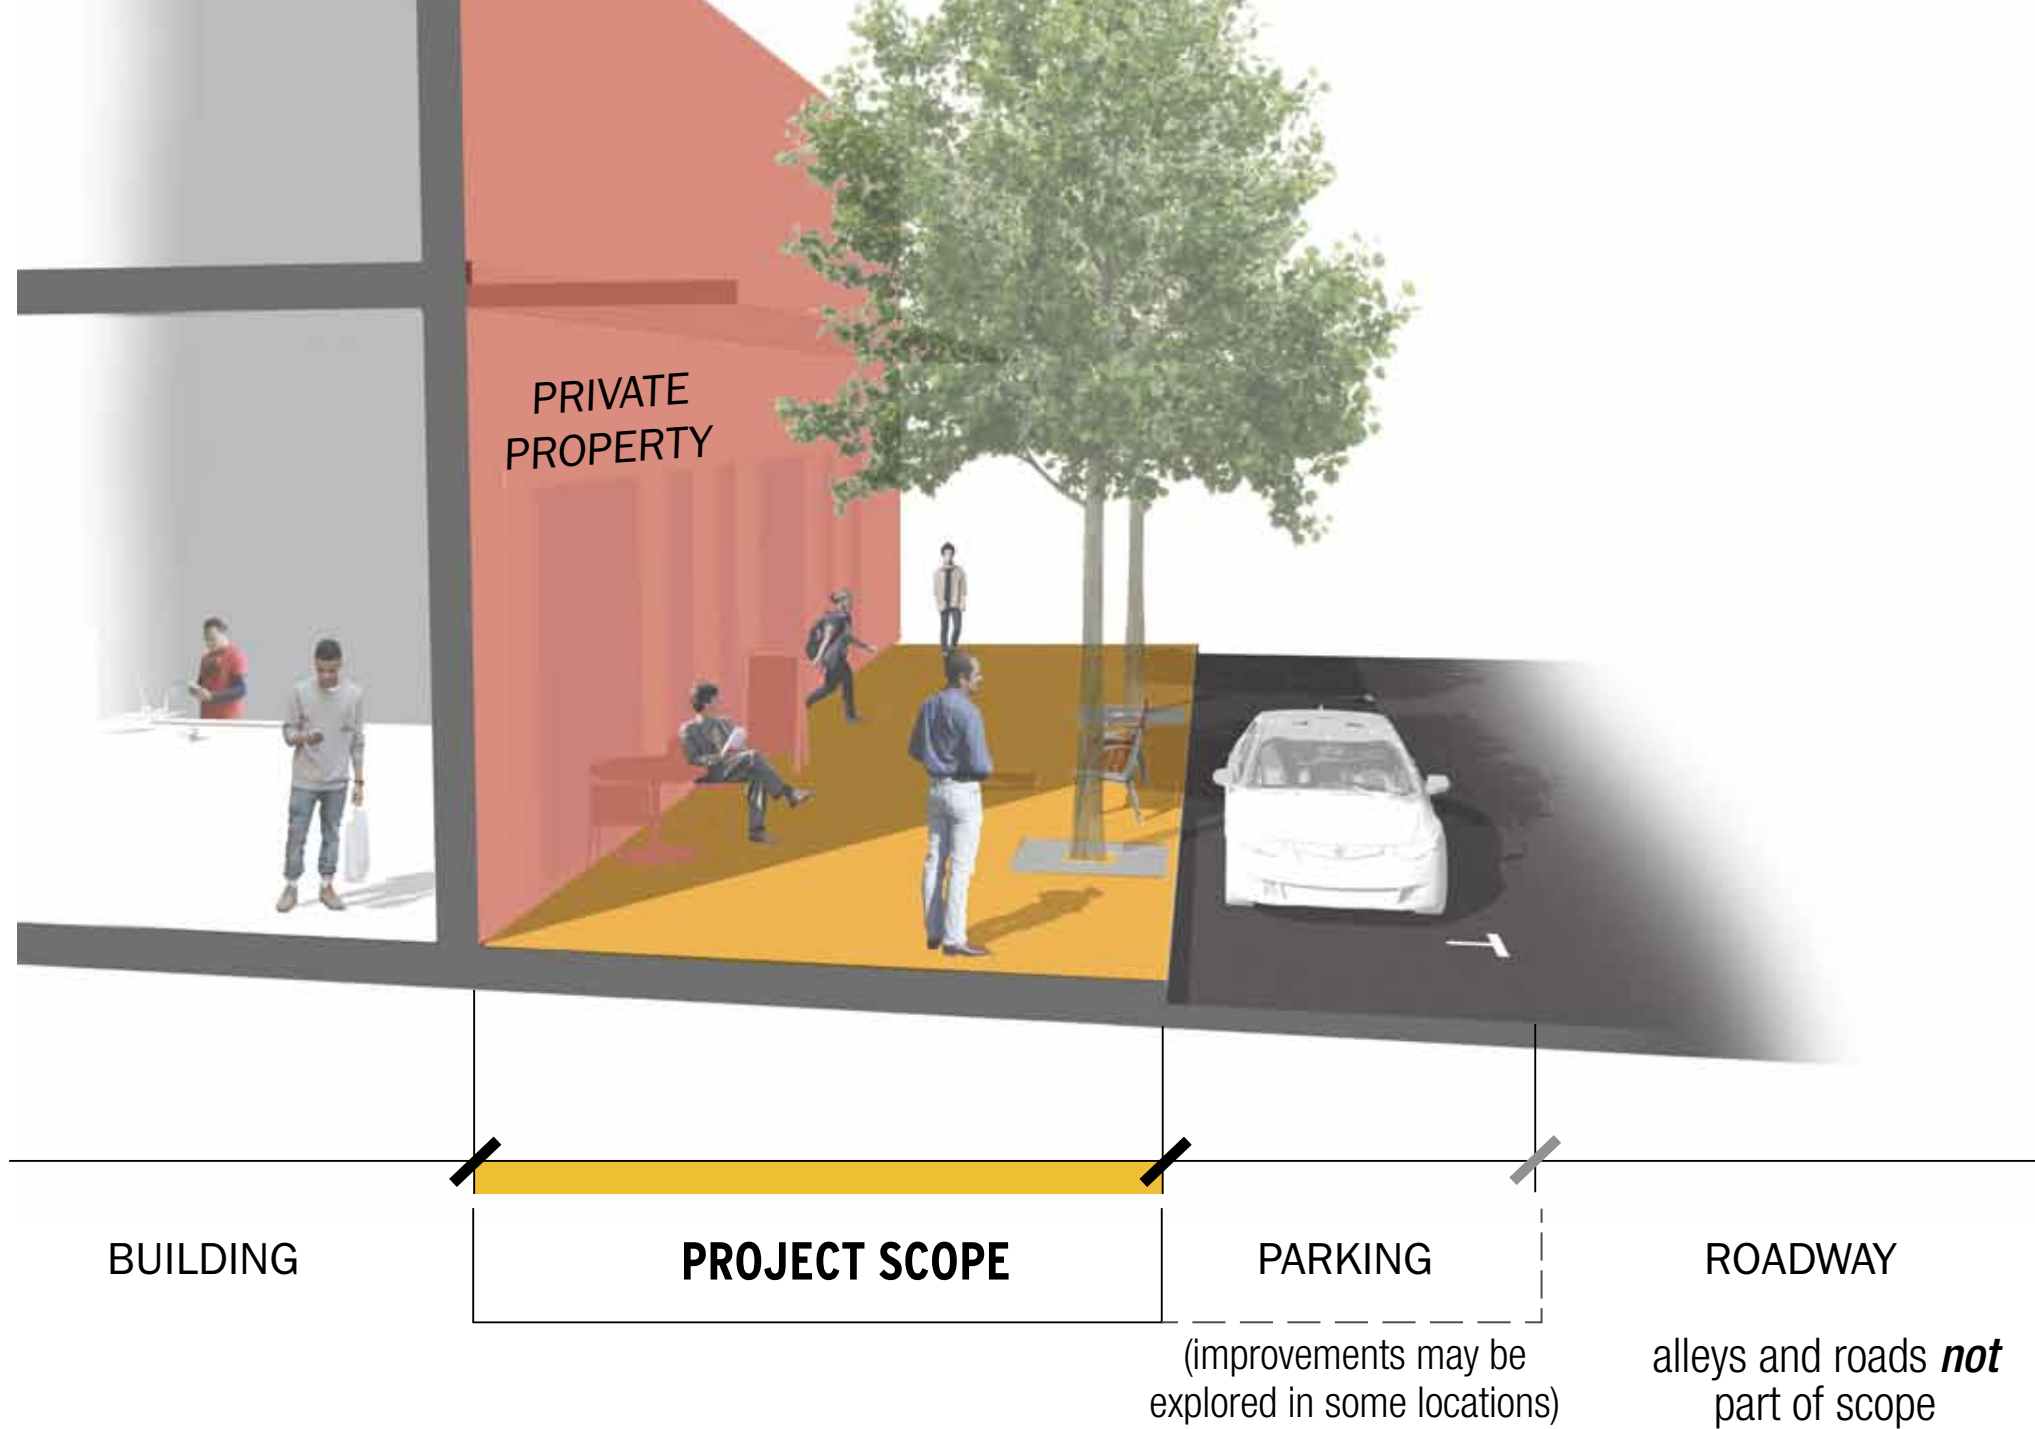 PRIVATE
PROPERTY
BUILDING
PROJECT SCOPE
PARKING
ROADWAY
(improvements may be
explored in some locations)
alleys and roads not
part of scope